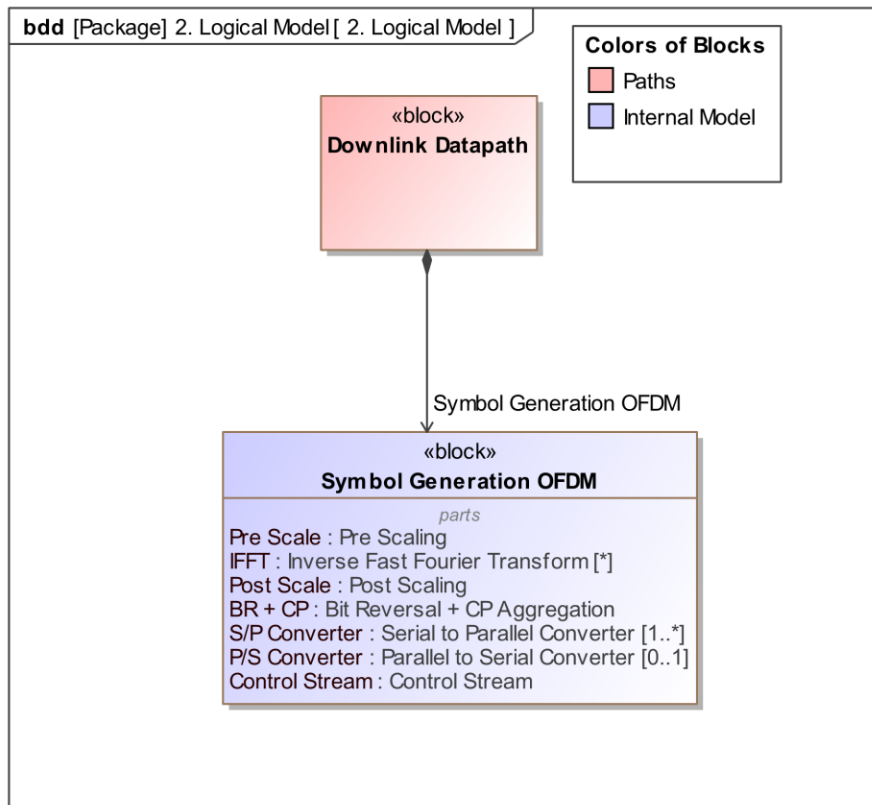 bdd [Package] 2. Logical Model[ 2. Logical Model ]
Colors of Blocks
Paths
Internal Model
«block»
Downlink Datapath
Symbol Generation OFDM
«block»
Symbol Generation OFDM
parts
Pre Scale : Pre Scaling
IFFT : Inverse Fast Fourier Transform [*]
Post Scale : Post Scaling
BR + CP : Bit Reversal + CP Aggregation
S/P Converter : Serial to Parallel Converter [1..*]
P/S Converter : Parallel to Serial Converter [0..1]
Control Stream : Control Stream